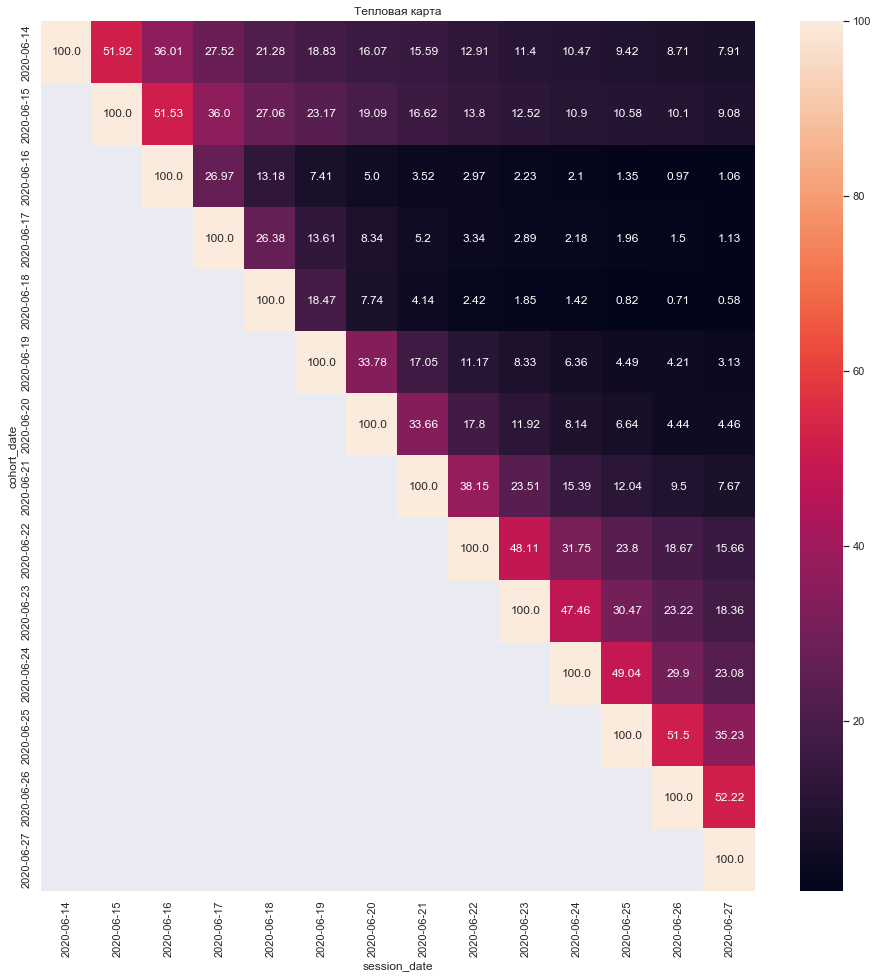 Тепловая карта
cohort_date
2020-06-14 100.0 51.92 36.01 27.52 21.28 18.83 16.07 15.59 12.91 11.4 10.47 9.42 8.71 7.91
2020-06-15 100.0 51.53 36.0 27.06 23.17 19.09 16.62 13.8 12.52 10.9 10.58 10.1 9.08
2020-06-16 100.0 26.97 13.18 7.41 5.0 3.52 2.97 2.23 2.1 1.35 0.97 1.06
2020-06-17 100.0 26.38 13.61 8.34 5.2 3.34 2.89 2.18 1.96 1.5 1.13
2020-06-18 100.0 18.47 7.74 4.14 2.42 1.85 1.42 0.82 0.71 0.58
2020-06-19 100.0 33.78 17.05 11.17 8.33 6.36 4.49 4.21 3.13
2020-06-20 100.0 33.66 17.8 11.92 8.14 6.64 4.44 4.46
2020-06-21 100.0 38.15 23.51 15.39 12.04 9.5 7.67
2020-06-22 100.0 48.11 31.75 23.8 18.67 15.66
2020-06-23 100.0 47.46 30.47 23.22 18.36
2020-06-24 100.0 49.04 29.9 23.08
2020-06-25 100.0 51.5 35.23
2020-06-26 100.0 52.22
2020-06-27 100.0
2020-06-14 2020-06-15 2020-06-16 2020-06-17 2020-06-18 2020-06-19 2020-06-20 2020-06-21 2020-06-22 2020-06-23 2020-06-24 2020-06-25 2020-06-26 2020-06-27
session_date
100
80
60
40
20